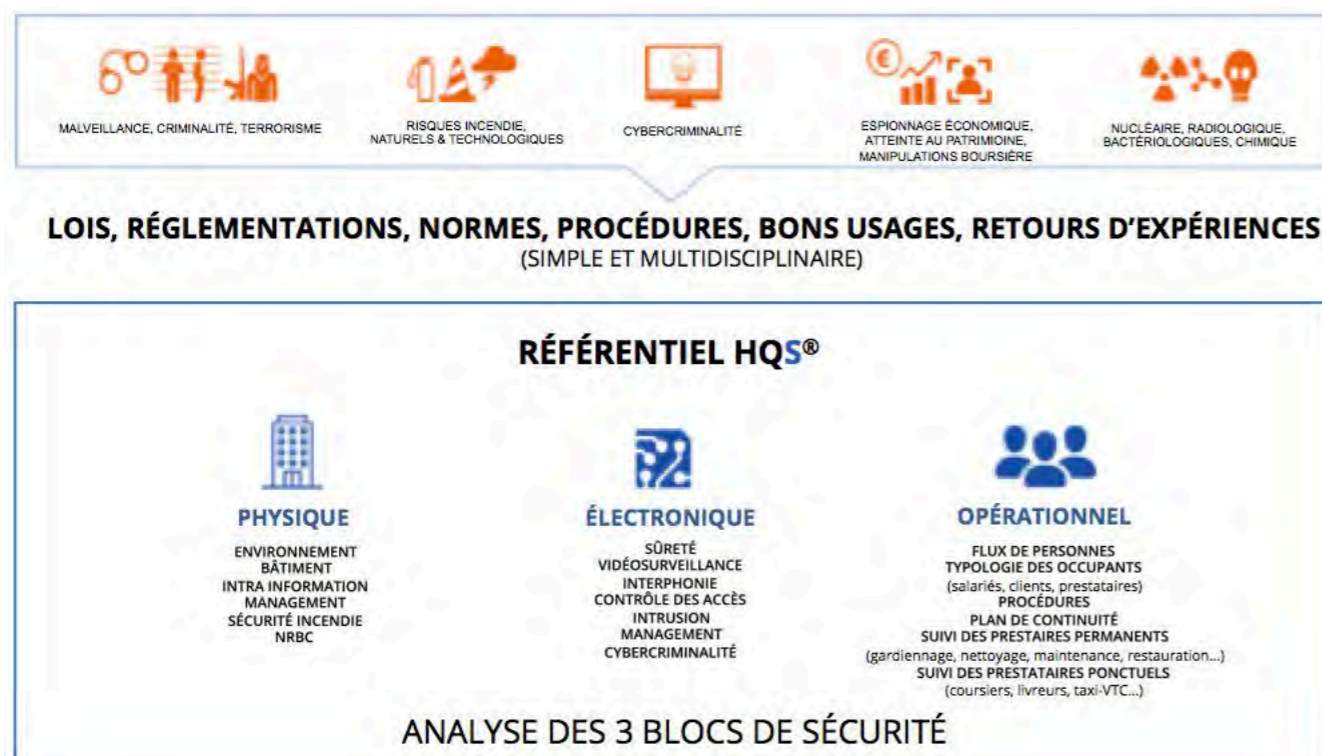 MALVEILLANCE, CRIMINALITÉ, TERRORISME
RISQUES INCENDIE,
NATURELS & TECHNOLOGIQUES
CYBERCRIMINALITÉ
ESPIONNAGE ÉCONOMIQUE,
ATTEINTE AU PATRIMOINE,
MANIPULATIONS BOURSIÈRE
NUCLÉAIRE, RADIOLOGIQUE,
BACTÉRIOLOGIQUES, CHIMIQUE
LOIS, RÉGLEMENTATIONS, NORMES, PROCÉDURES, BONS USAGES, RETOURS D'EXPÉRIENCES
(SIMPLE ET MULTIDISCIPLINAIRE)
RÉFÉRENTIEL HQS®
PHYSIQUE
ENVIRONNEMENT
BÂTIMENT
INTRA INFORMATION
MANAGEMENT
SÉCURITÉ INCENDIE
NRBC
ÉLECTRONIQUE
SÛRETÉ
VIDÉOSURVEILLANCE
INTERPHONIE
CONTRÔLE DES ACCÈS
INTRUSION
MANAGEMENT
CYBERCRIMINALITÉ
OPÉRATIONNEL
FLUX DE PERSONNES
TYPOLOGIE DES OCCUPANTS
(salariés, clients, prestataires)
PROCÉDURES
PLAN DE CONTINUITÉ
SUIVI DES PRESTAIRES PERMANENTS
(gardiennage, nettoyage, maintenance, restauration...)
SUIVI DES PRESTATAIRES PONCTUELS
(coursiers, livreurs, taxi-VTC...)
ANALYSE DES 3 BLOCS DE SÉCURITÉ